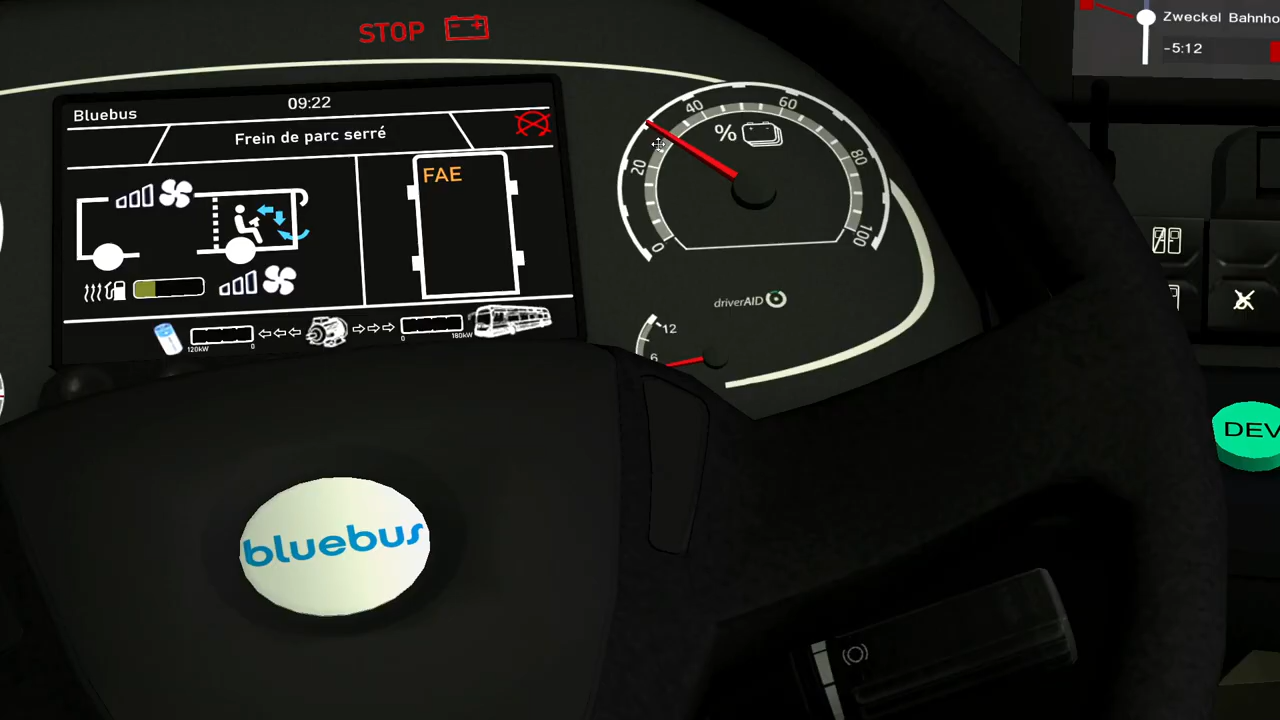 STOP
Zweckel Bahnho
-5:12
Bluebus
09:22
Frein de parc serré
FAE
120kW
0
0
180kW
0
20
40
60
80
100
%
driverAID
12
6
DEV
bluebus